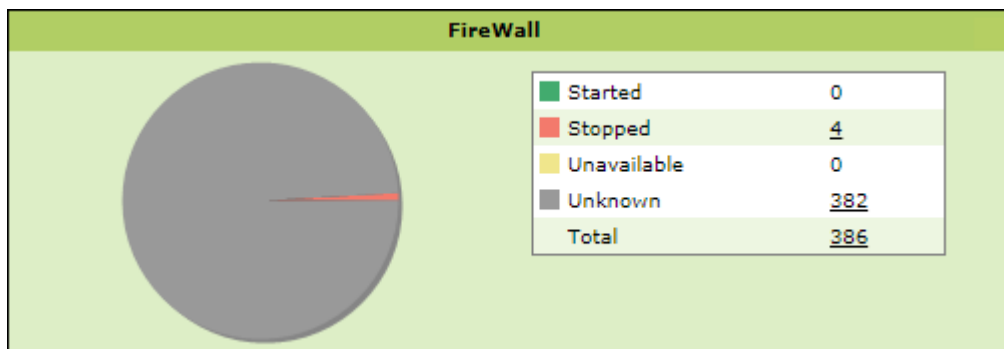 FireWall
Started 0
Stopped 4
Unavailable 0
Unknown 382
Total 386